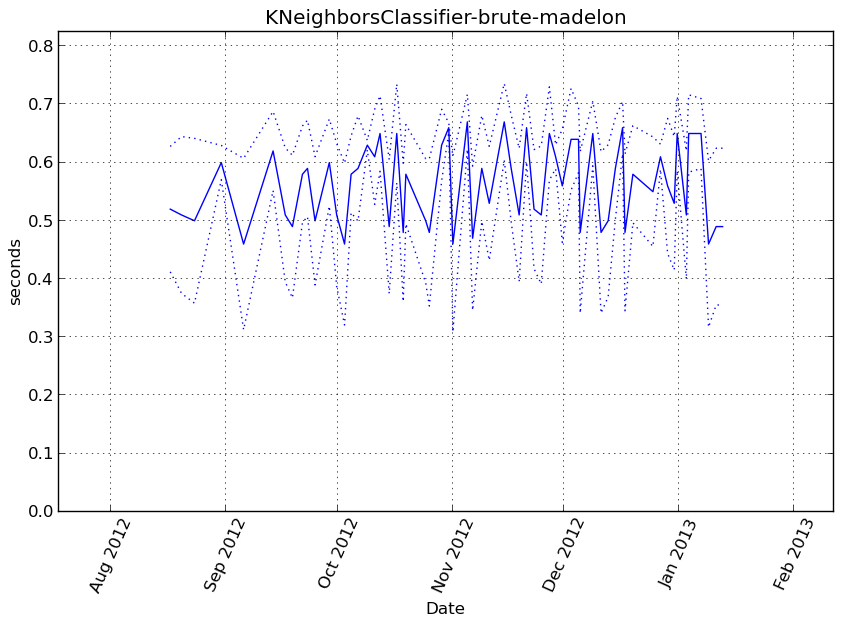 KNeighborsClassifier-brute-madelon
0.8
0.7
0.6
0.5
0.4
0.3
0.2
0.1
0.0
seconds
Aug 2012
Sep 2012
Oct 2012
Nov 2012
Dec 2012
Jan 2013
Feb 2013
Date